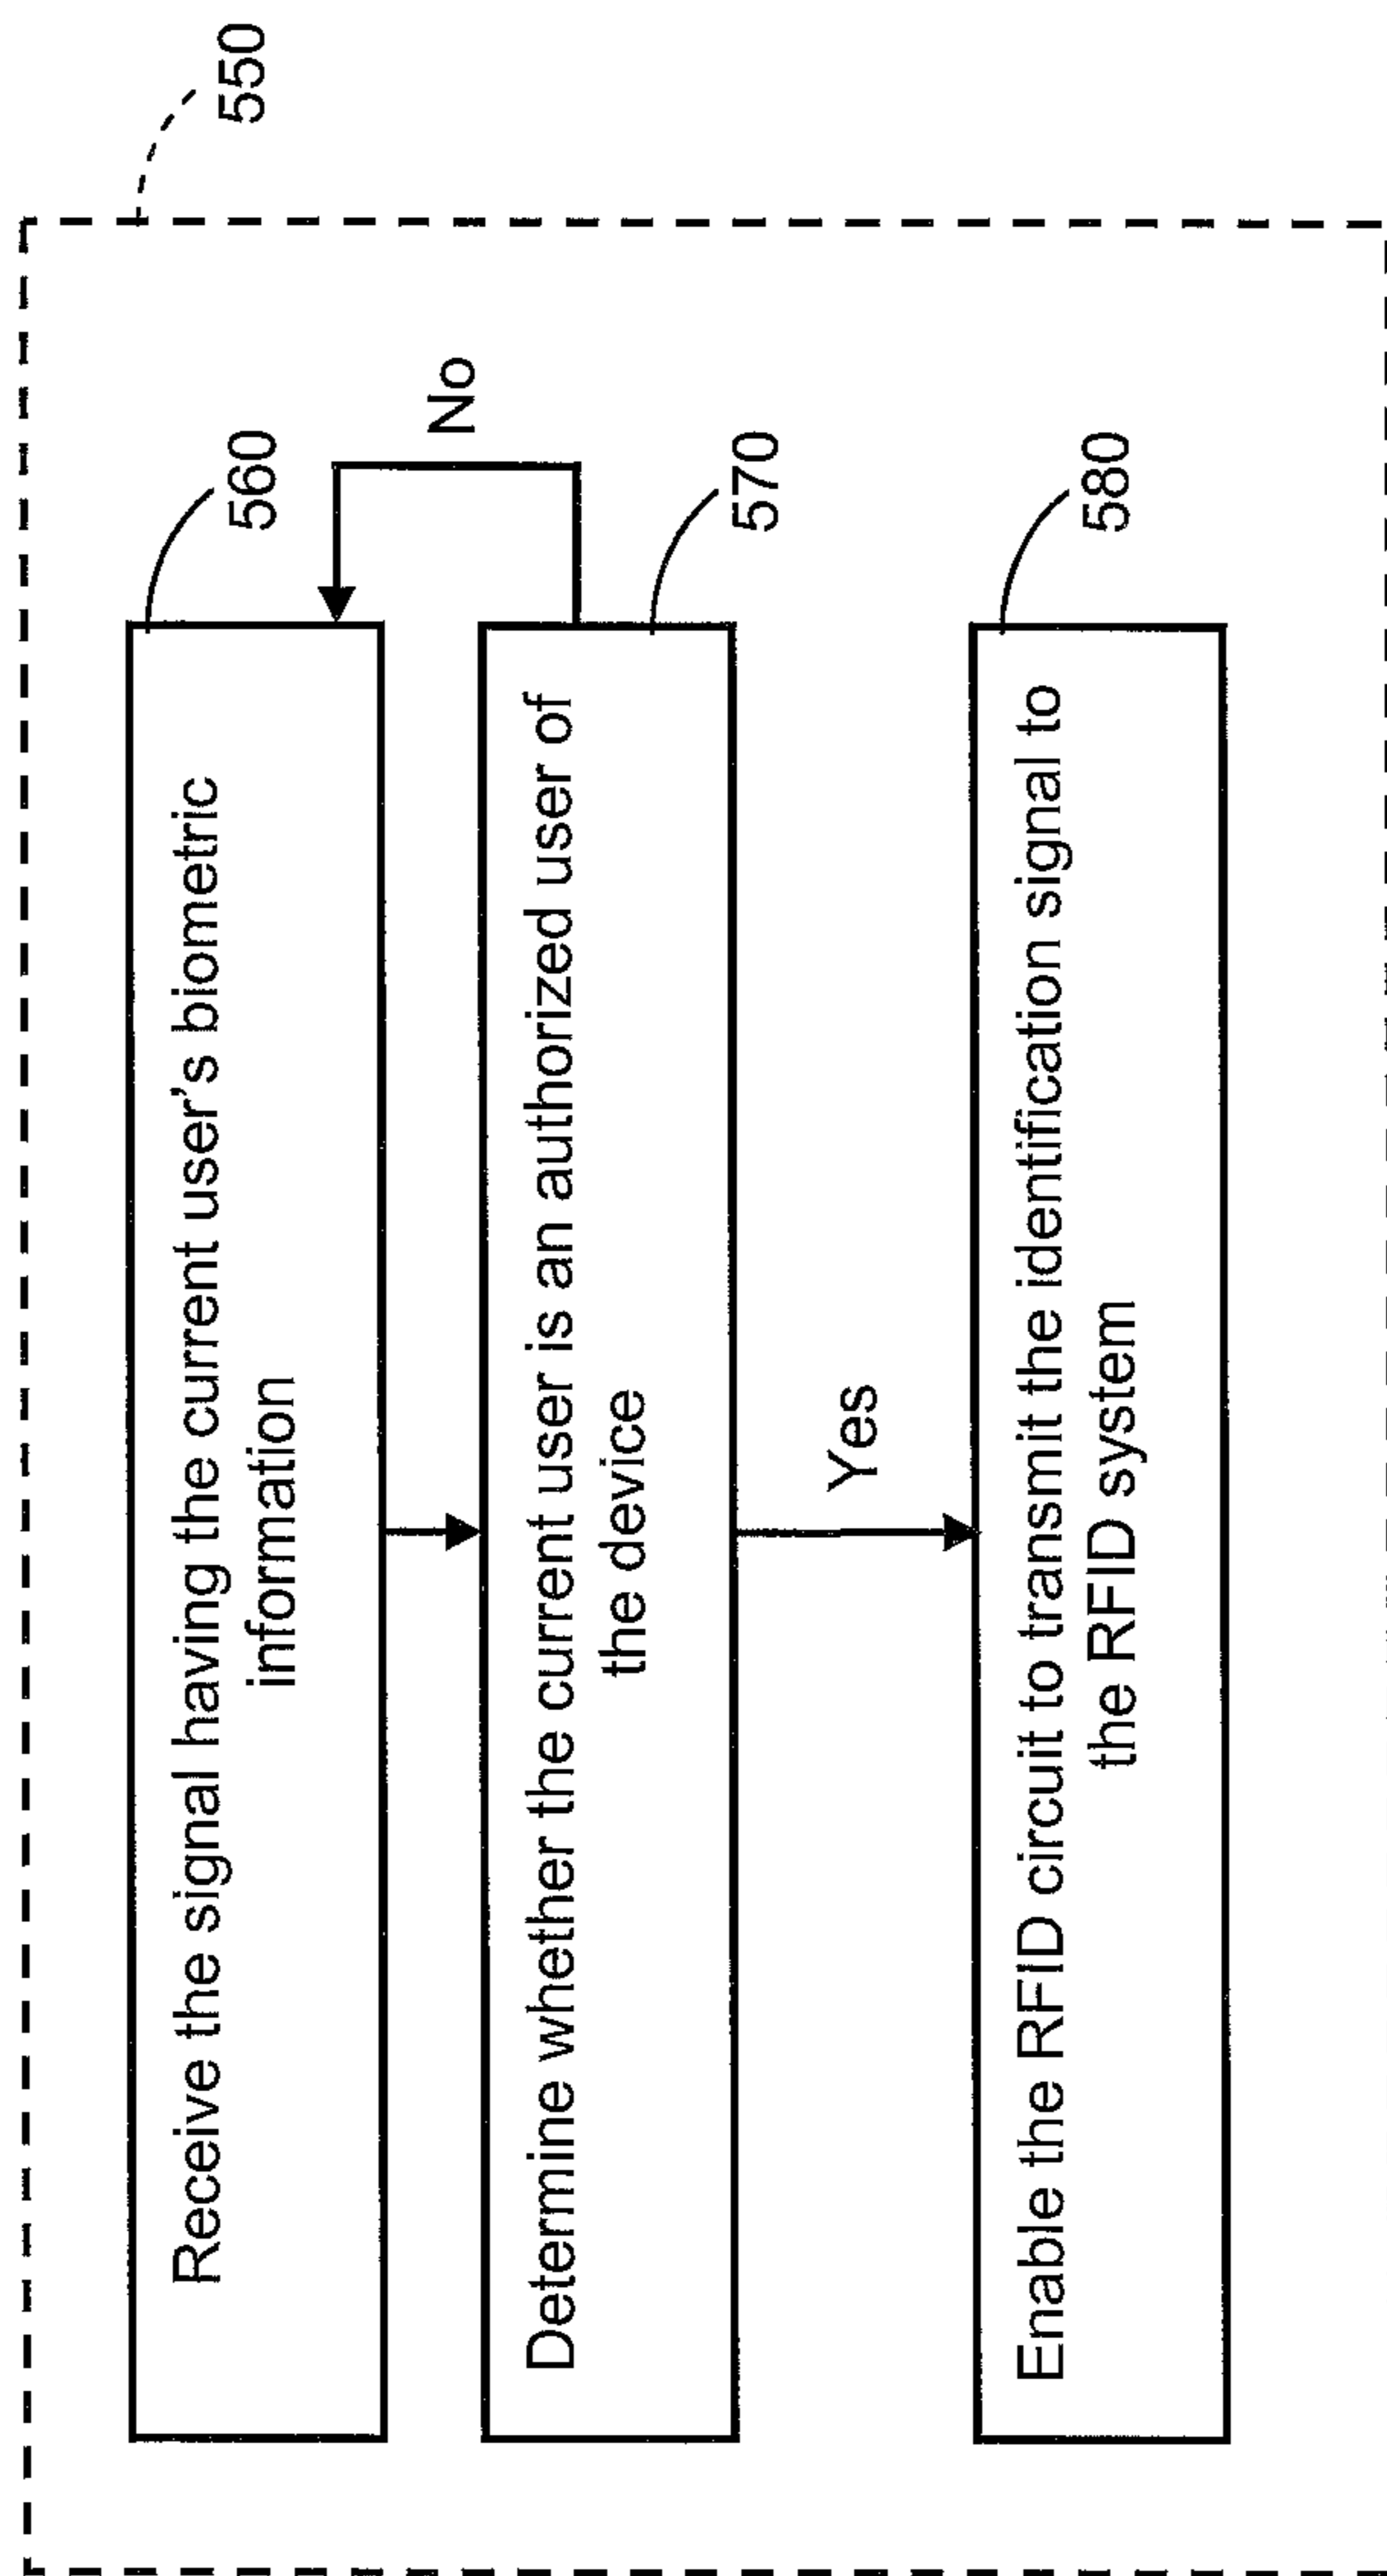 550
560
Receive the signal having the current user's biometric
information
No
570
Determine whether the current user is an authorized user of
the device
Yes
580
Enable the RFID circuit to transmit the identification signal to
the RFID system